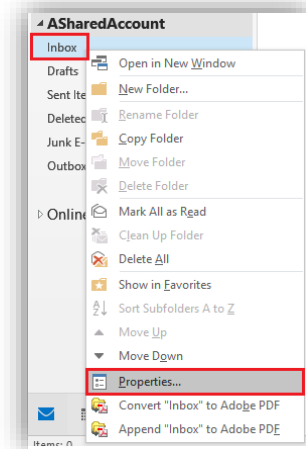 ASharedAccount
Inbox
Open in New Window
Drafts
New Folder...
Sent Ite
Rename Folder
Deleted
Copy Folder
Junk E-
Move Folder
Outbox
Delete Folder
Mark All as Read
Online
Clean Up Folder
Delete All
Show in Favorites
Sort Subfolders A to Z
Move Up
Move Down
Properties...
Convert "Inbox" to Adobe PDF
Append "Inbox" to Adobe PDF
Items: 0